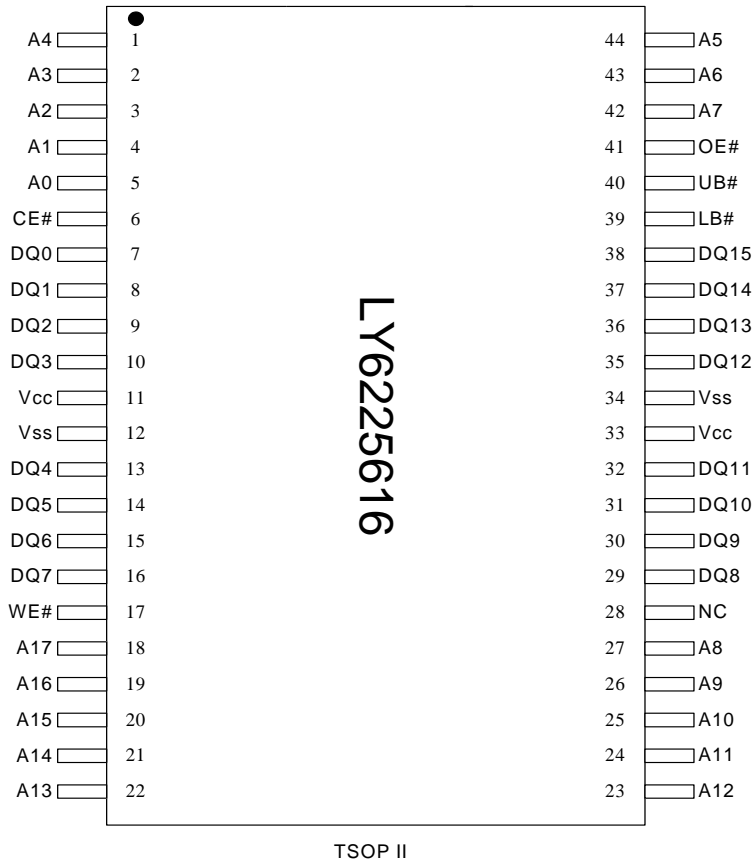 A4 1 44 A5
A3 2 43 A6
A2 3 42 A7
A1 4 41 OE#
A0 5 40 UB#
CE# 6 39 LB#
DQ0 7 38 DQ15
DQ1 8 37 DQ14
DQ2 9 36 DQ13
DQ3 10 35 DQ12
Vcc 11 34 Vss
Vss 12 33 Vcc
DQ4 13 32 DQ11
DQ5 14 31 DQ10
DQ6 15 30 DQ9
DQ7 16 29 DQ8
WE# 17 28 NC
A17 18 27 A8
A16 19 26 A9
A15 20 25 A10
A14 21 24 A11
A13 22 23 A12
LY6225616
TSOP II